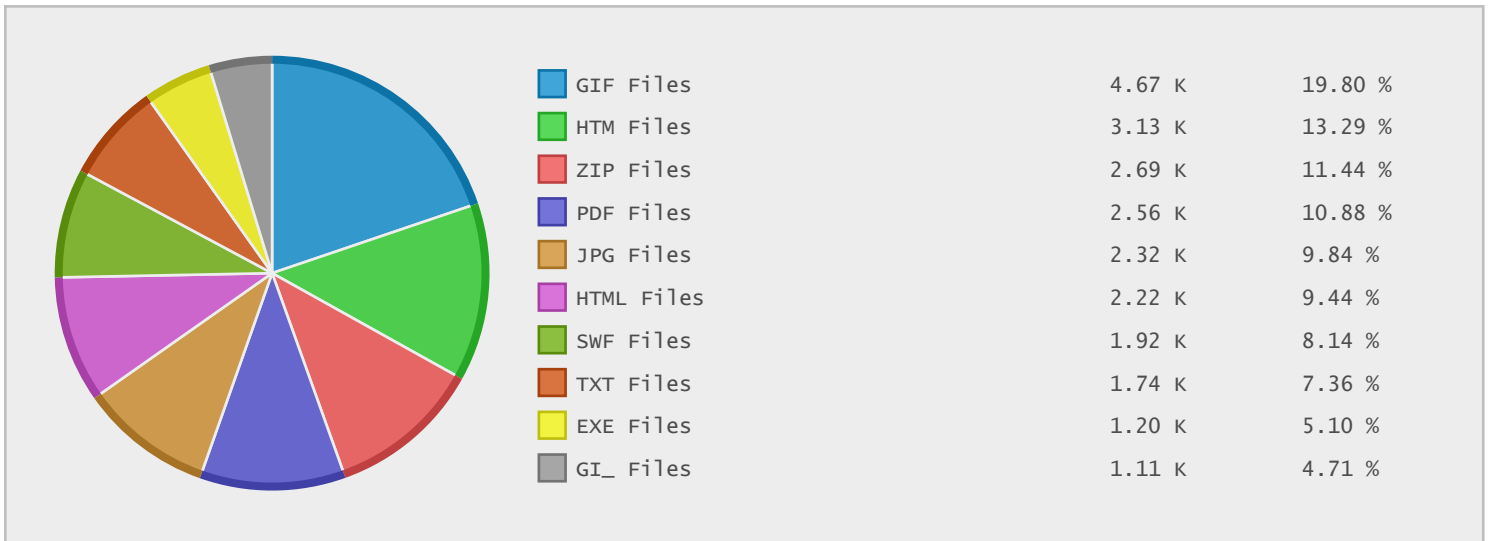 GIF Files 4.67 K 19.80 %
HTM Files 3.13 K 13.29 %
ZIP Files 2.69 K 11.44 %
PDF Files 2.56 K 10.88 %
JPG Files 2.32 K 9.84 %
HTML Files 2.22 K 9.44 %
SWF Files 1.92 K 8.14 %
TXT Files 1.74 K 7.36 %
EXE Files 1.20 K 5.10 %
GI_ Files 1.11 K 4.71 %